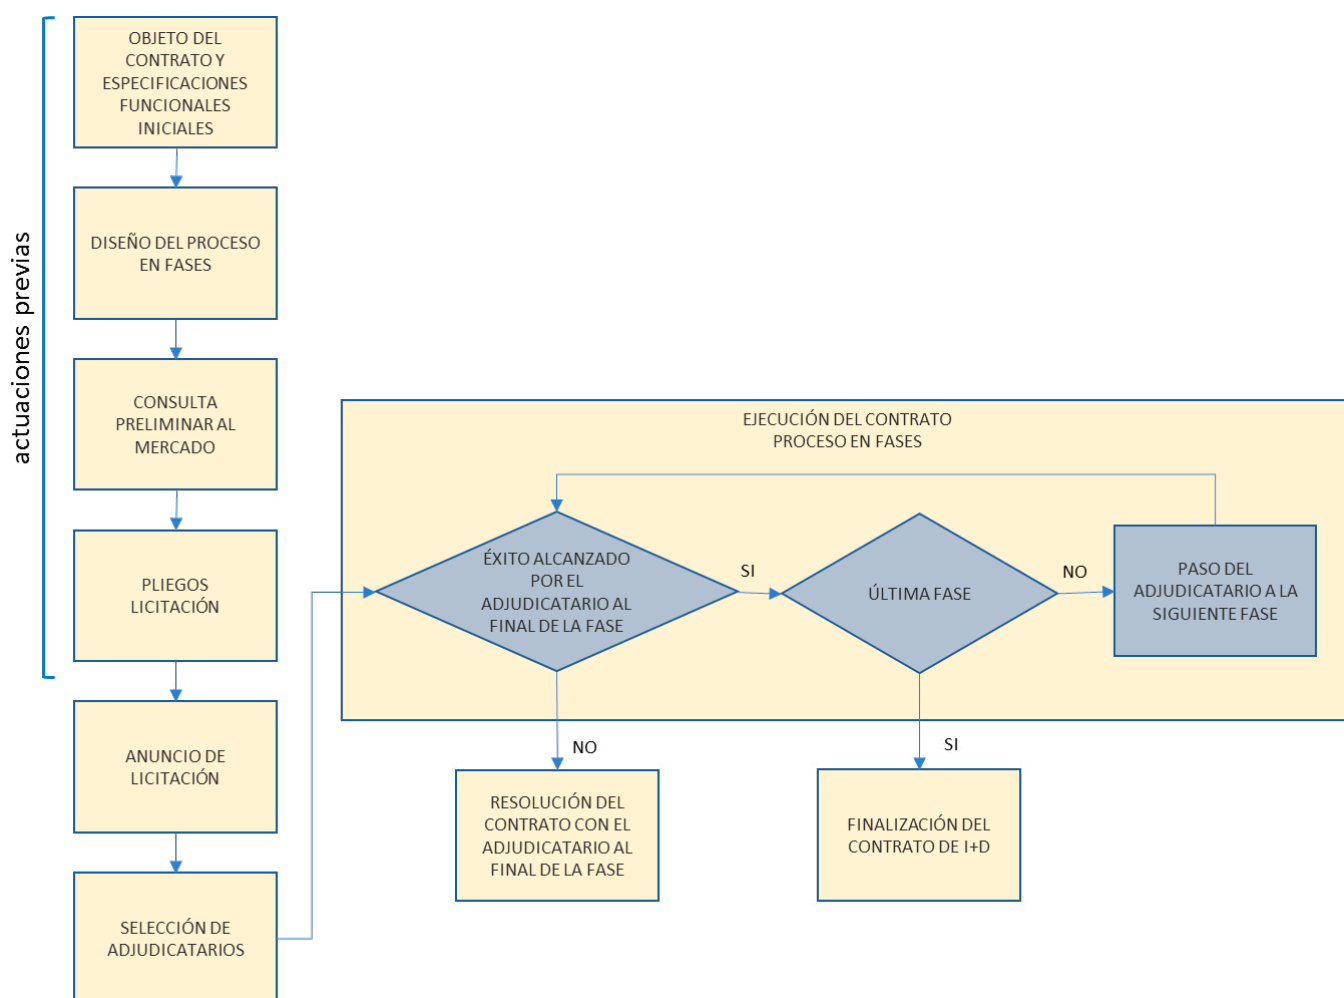 actuaciones previas
OBJETO DEL
CONTRATO Y
ESPECIFICACIONES
FUNCIONALES
INICIALES
DISEÑO DEL PROCESO
EN FASES
CONSULTA
PRELIMINAR AL
MERCADO
PLIEGOS
LICITACIÓN
ANUNCIO DE
LICITACIÓN
SELECCIÓN DE
ADJUDICATARIOS
EJECUCIÓN DEL CONTRATO
PROCESO EN FASES
ÉXITO ALCANZADO
POR EL
ADJUDICATARIO AL
FINAL DE LA FASE
SI
ÚLTIMA FASE
NO
PASO DEL
ADJUDICATARIO A LA
SIGUIENTE FASE
NO
RESOLUCIÓN DEL
CONTRATO CON EL
ADJUDICATARIO AL
FINAL DE LA FASE
SI
FINALIZACIÓN DEL
CONTRATO DE I+D